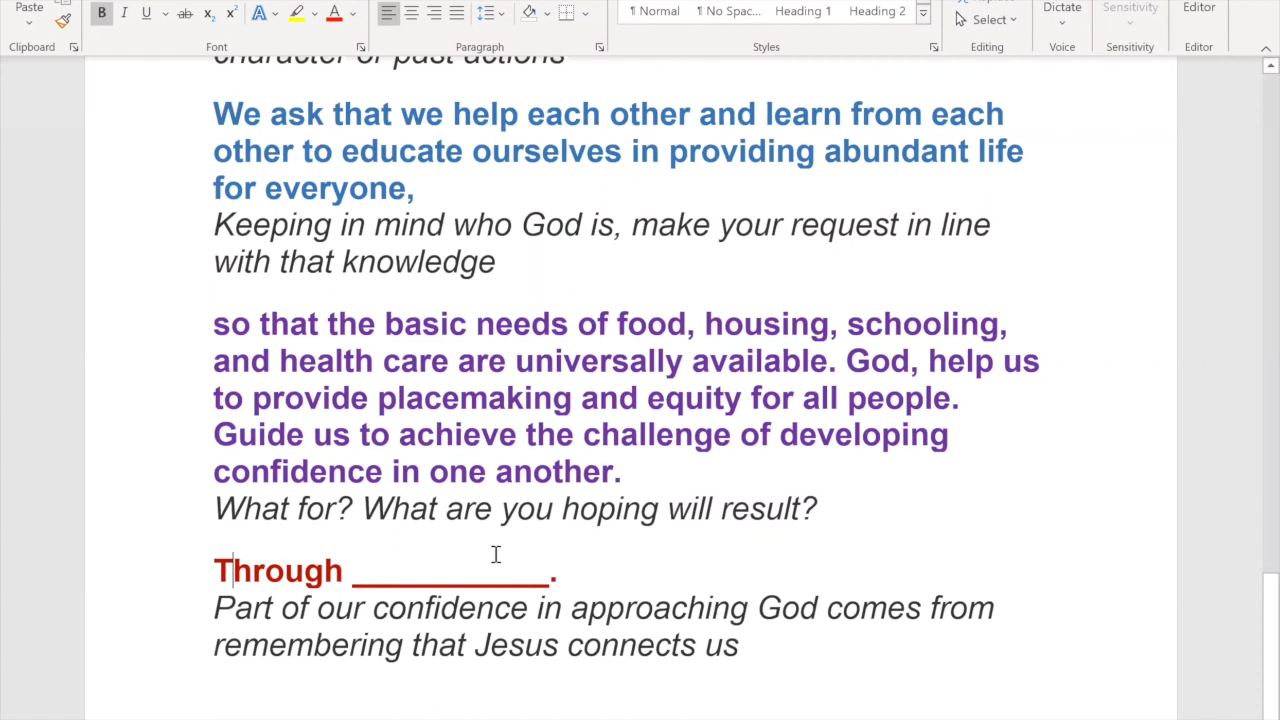 Paste
B I U ab x₂ x² A A
¶ Normal ¶ No Spac... Heading 1 Heading 2
Select
Dictate
Sensitivity
Editor
Clipboard Font Paragraph Styles Editing Voice Sensitivity Editor
character or past actions
We ask that we help each other and learn from each
other to educate ourselves in providing abundant life
for everyone,
Keeping in mind who God is, make your request in line
with that knowledge
so that the basic needs of food, housing, schooling,
and health care are universally available. God, help us
to provide placemaking and equity for all people.
Guide us to achieve the challenge of developing
confidence in one another.
What for? What are you hoping will result?
Through ___________.
Part of our confidence in approaching God comes from
remembering that Jesus connects us